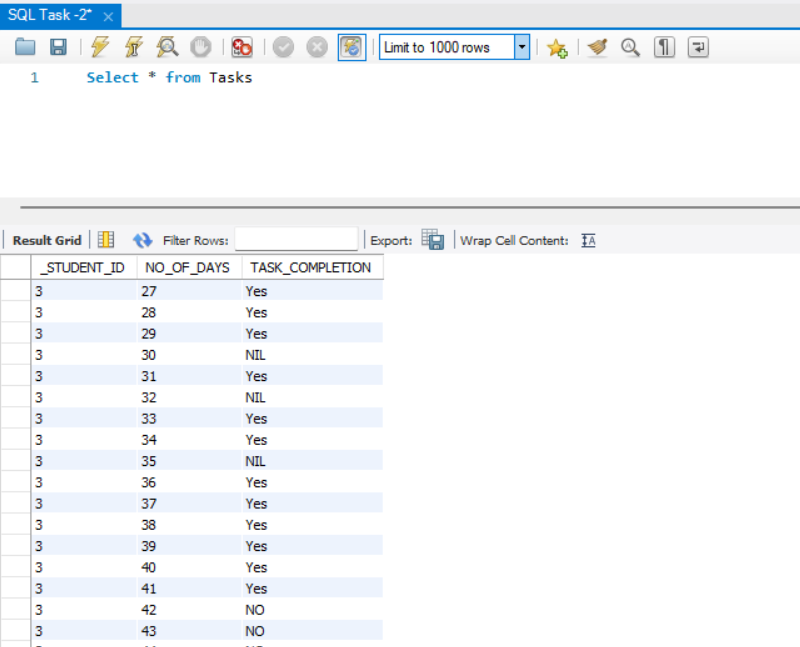 SQL Task -2*
Limit to 1000 rows
1 Select * from Tasks
Result Grid Filter Rows: Export: Wrap Cell Content:
_STUDENT_ID NO_OF_DAYS TASK_COMPLETION
3 27 Yes
3 28 Yes
3 29 Yes
3 30 NIL
3 31 Yes
3 32 NIL
3 33 Yes
3 34 Yes
3 35 NIL
3 36 Yes
3 37 Yes
3 38 Yes
3 39 Yes
3 40 Yes
3 41 Yes
3 42 NO
3 43 NO